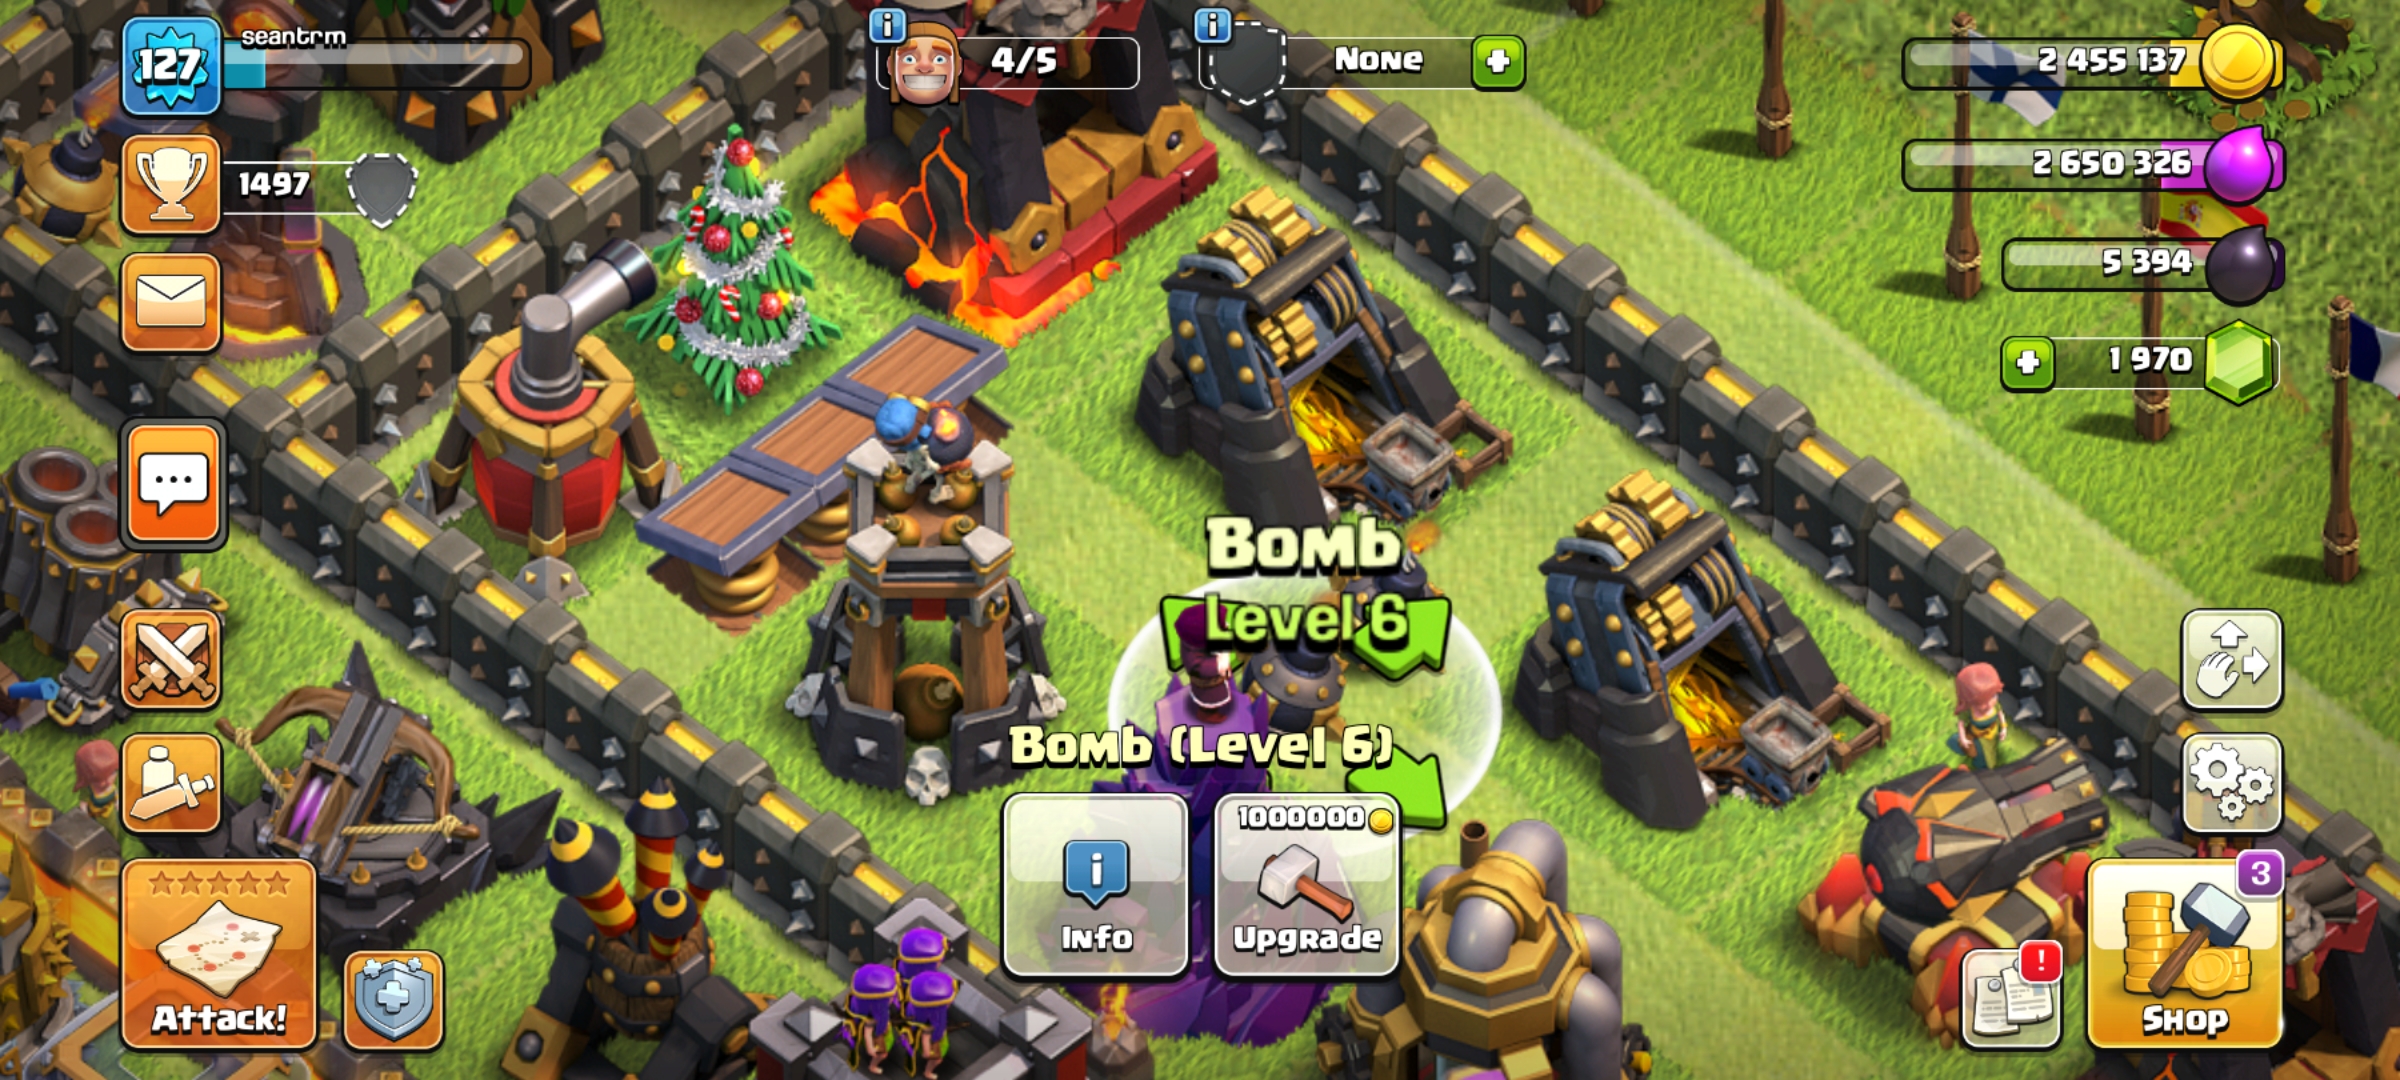 127
seantrm
4/5
None
2 455 137
1497
2 650 326
5 394
1 970
Bomb
Level 6
Bomb (Level 6)
1000000
Info
Upgrade
Attack!
3
!
Shop